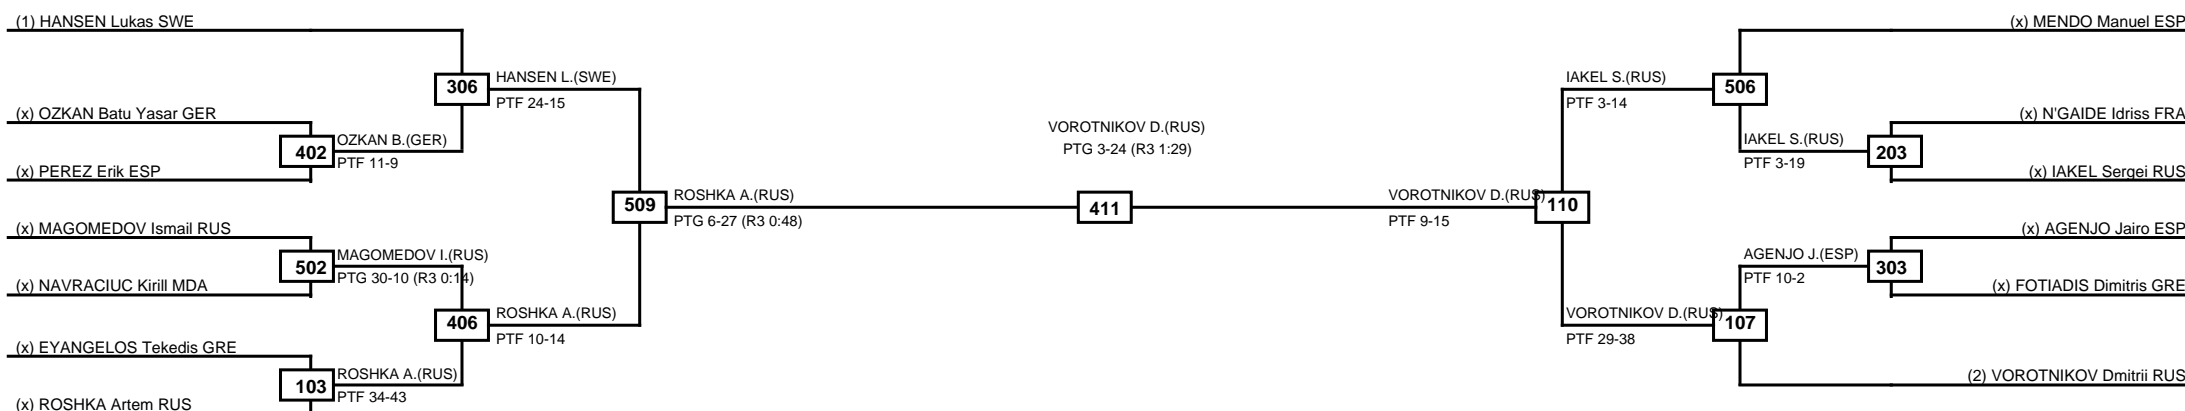 (1) HANSEN Lukas SWE
306
HANSEN L.(SWE)
PTF 24-15
(x) OZKAN Batu Yasar GER
402
OZKAN B.(GER)
PTF 11-9
(x) PEREZ Erik ESP
509
ROSHKA A.(RUS)
PTG 6-27 (R3 0:48)
(x) MAGOMEDOV Ismail RUS
502
MAGOMEDOV I.(RUS)
PTG 30-10 (R3 0:14)
(x) NAVRACIUC Kirill MDA
406
ROSHKA A.(RUS)
PTF 10-14
(x) EYANGELOS Tekedis GRE
103
ROSHKA A.(RUS)
PTF 34-43
(x) ROSHKA Artem RUS
VOROTNIKOV D.(RUS)
PTG 3-24 (R3 1:29)
411
(x) MENDO Manuel ESP
IAKEL S.(RUS)
506
PTF 3-14
(x) N'GAIDE Idriss FRA
IAKEL S.(RUS)
203
PTF 3-19
(x) IAKEL Sergei RUS
VOROTNIKOV D.(RUS)
110
PTF 9-15
(x) AGENJO Jairo ESP
AGENJO J.(ESP)
303
PTF 10-2
(x) FOTIADIS Dimitris GRE
VOROTNIKOV D.(RUS)
107
PTF 29-38
(2) VOROTNIKOV Dmitrii RUS